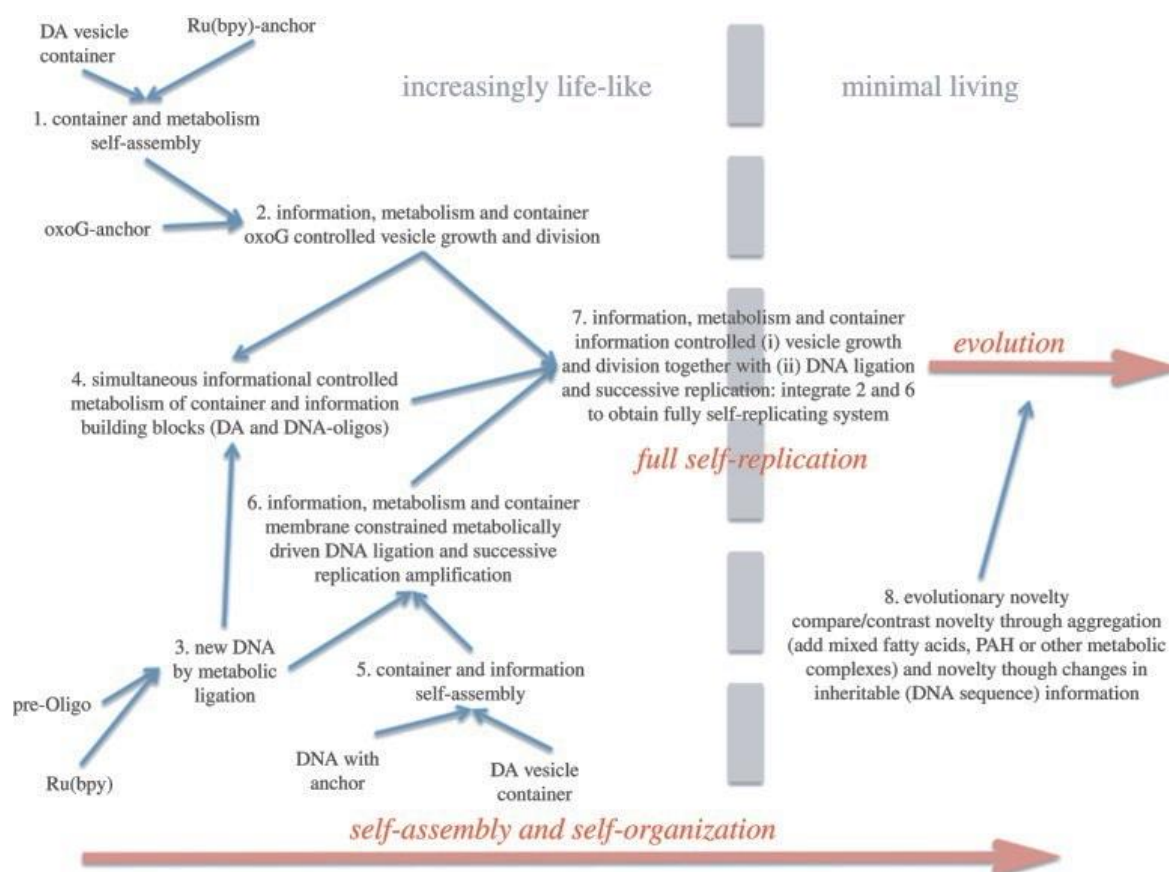 DA vesicle
container
Ru(bpy)-anchor
increasingly life-like
minimal living
1. container and metabolism
self-assembly
oxoG-anchor
2. information, metabolism and container
oxoG controlled vesicle growth and division
7. information, metabolism and container
information controlled (i) vesicle growth
and division together with (ii) DNA ligation
and successive replication: integrate 2 and 6
to obtain fully self-replicating system
evolution
4. simultaneous informational controlled
metabolism of container and information
building blocks (DA and DNA-oligos)
full self-replication
6. information, metabolism and container
membrane constrained metabolically
driven DNA ligation and successive
replication amplification
8. evolutionary novelty
compare/contrast novelty through aggregation
(add mixed fatty acids, PAH or other metabolic
complexes) and novelty though changes in
inheritable (DNA sequence) information
3. new DNA
by metabolic
ligation
5. container and information
self-assembly
pre-Oligo
Ru(bpy)
DNA with
anchor
DA vesicle
container
self-assembly and self-organization